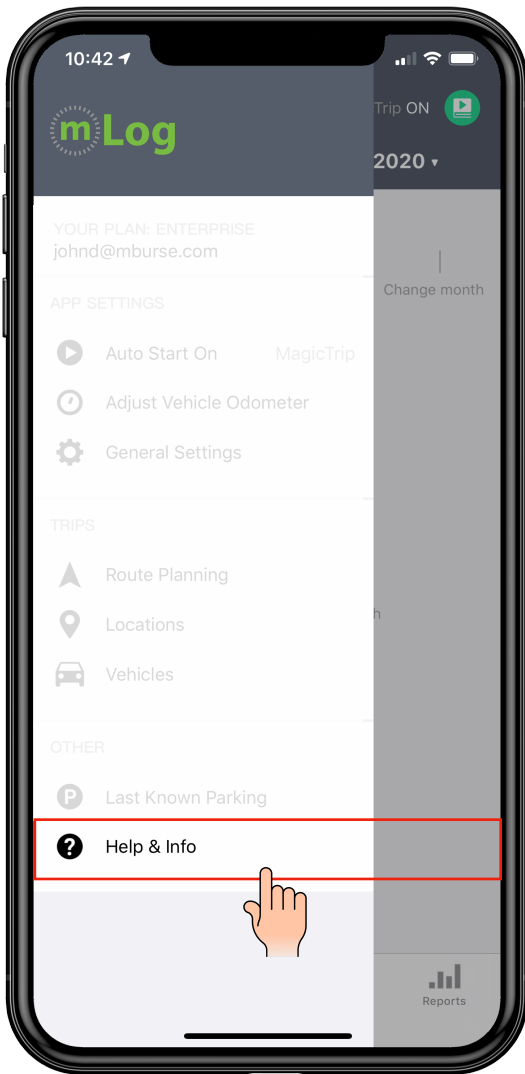 10:42
mLog
Trip ON
2020
YOUR PLAN: ENTERPRISE
johnd@mburse.com
Change month
APP SETTINGS
Auto Start On MagicTrip
Adjust Vehicle Odometer
General Settings
TRIPS
Route Planning
Locations
h
Vehicles
OTHER
P Last Known Parking
? Help & Info
Reports